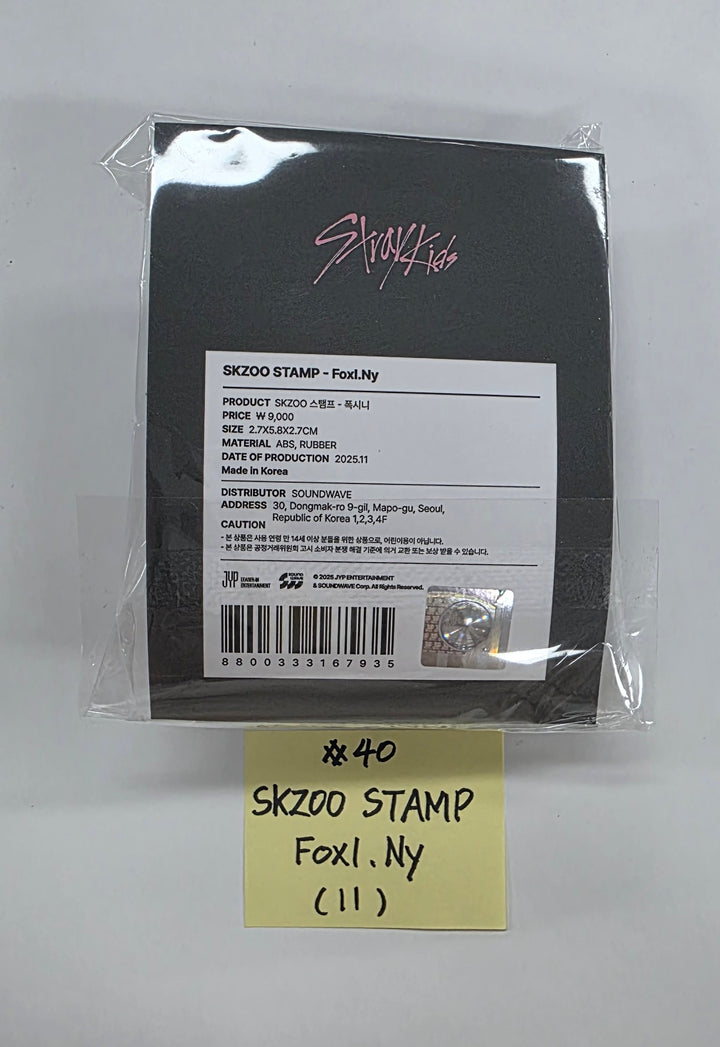 Stray Kids
SKZOO STAMP - FoxI.Ny
PRODUCT SKZOO 스탬프 - 폭시니
PRICE ₩ 9,000
SIZE 2.7X5.8X2.7CM
MATERIAL ABS, RUBBER
DATE OF PRODUCTION 2025.11
Made in Korea
DISTRIBUTOR SOUNDWAVE
ADDRESS 30, Dongmak-ro 9-gil, Mapo-gu, Seoul,
Republic of Korea 1,2,3,4F
CAUTION
- 본 상품은 사용 연령 만 14세 이상 분들을 위한 상품으로, 어린이용이 아닙니다.
- 본 상품은 공정거래위원회 고시 소비자 분쟁 해결 기준에 의거 교환 또는 보상 받을 수 있습니다.
JYP LEADER IN
ENTERTAINMENT
SOUND
WAVE
© 2025 JYP ENTERTAINMENT
& SOUNDWAVE Corp. All Rights Reserved.
8800333167935
#40
SKZOO STAMP
FoxI.Ny
(11)